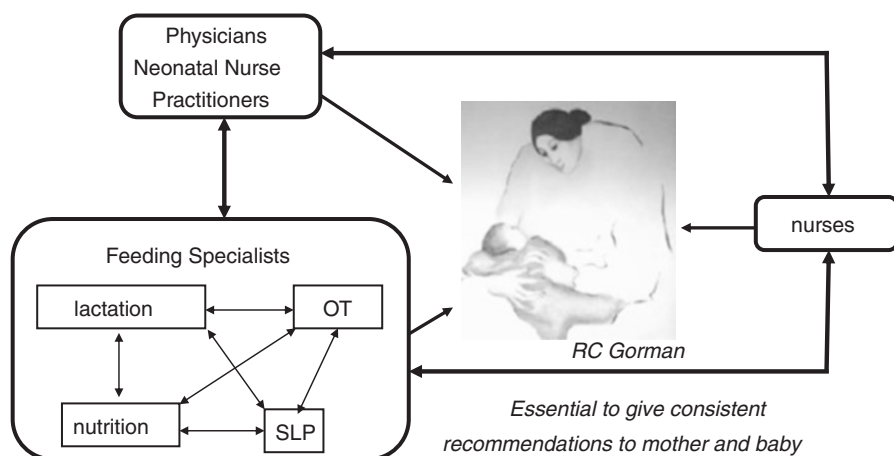 Physicians
Neonatal Nurse
Practitioners
Feeding Specialists
lactation
OT
nutrition
SLP
nurses
RC Gorman
Essential to give consistent
recommendations to mother and baby